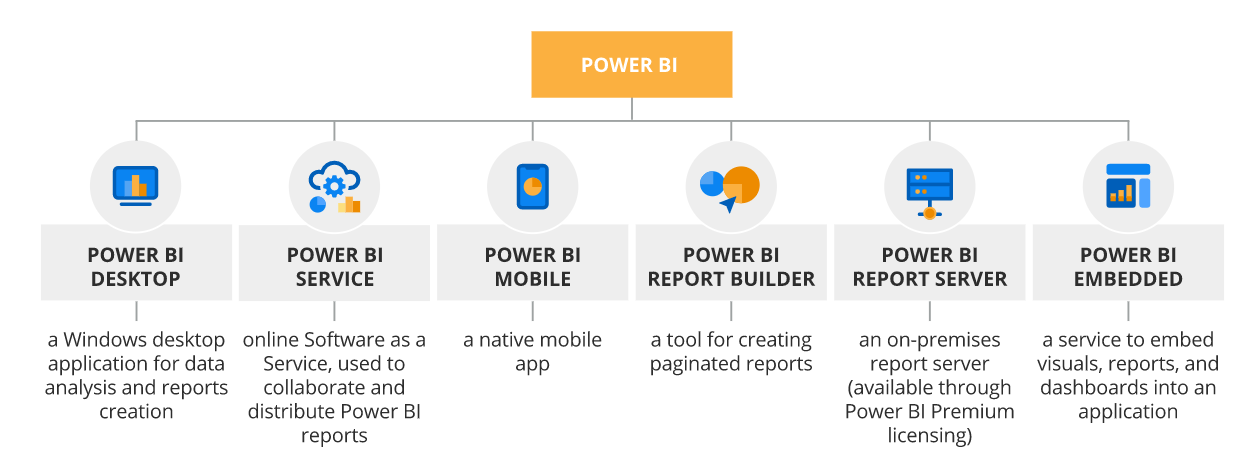 POWER BI
POWER BI
DESKTOP
a Windows desktop
application for data
analysis and reports
creation
POWER BI
SERVICE
online Software as a
Service, used to
collaborate and
distribute Power BI
reports
POWER BI
MOBILE
a native mobile
app
POWER BI
REPORT BUILDER
a tool for creating
paginated reports
POWER BI
REPORT SERVER
an on-premises
report server
(available through
Power BI Premium
licensing)
POWER BI
EMBEDDED
a service to embed
visuals, reports, and
dashboards into an
application